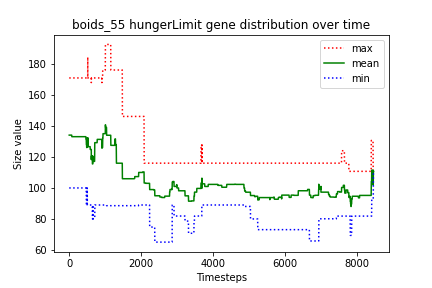 boids_55 hungerLimit gene distribution over time
max
mean
min
Size value
180
160
140
120
100
80
60
0
2000
4000
6000
8000
Timesteps